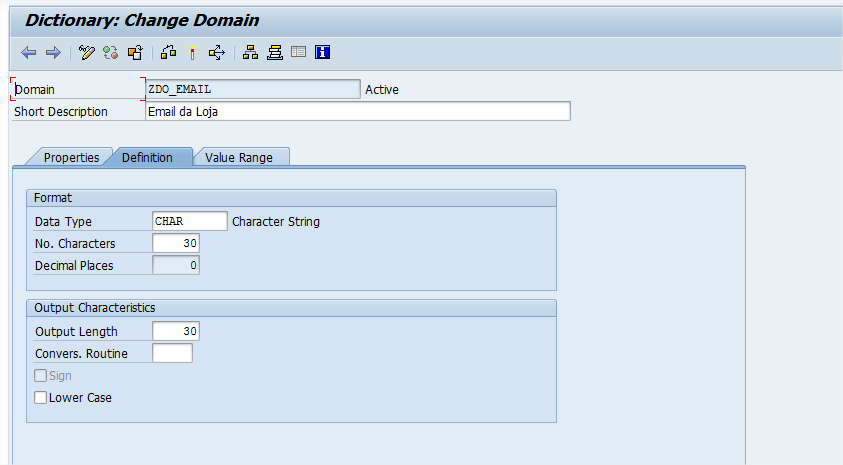 Dictionary: Change Domain
Domain ZDO_EMAIL Active
Short Description Email da Loja
Properties Definition Value Range
Format
Data Type CHAR Character String
No. Characters 30
Decimal Places 0
Output Characteristics
Output Length 30
Convers. Routine
Sign
Lower Case